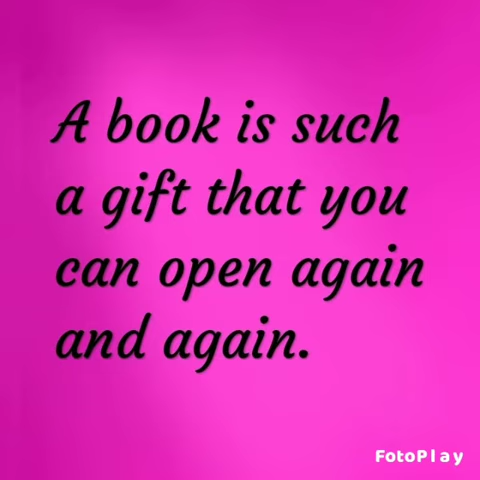 A book is such
a gift that you
can open again
and again.
FotoPlay